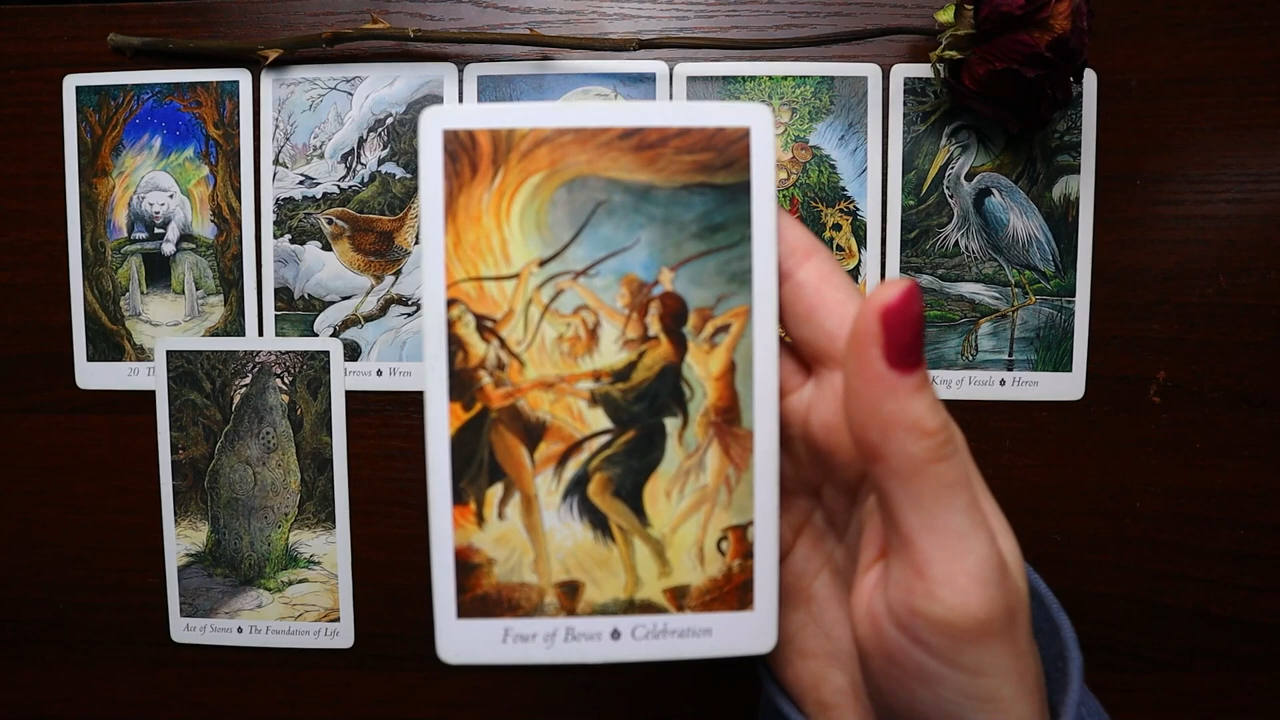 20 Th
Arrows ♦ Wren
King of Vessels ♦ Heron
Ace of Stones ♦ The Foundation of Life
Four of Bows ♦ Celebration